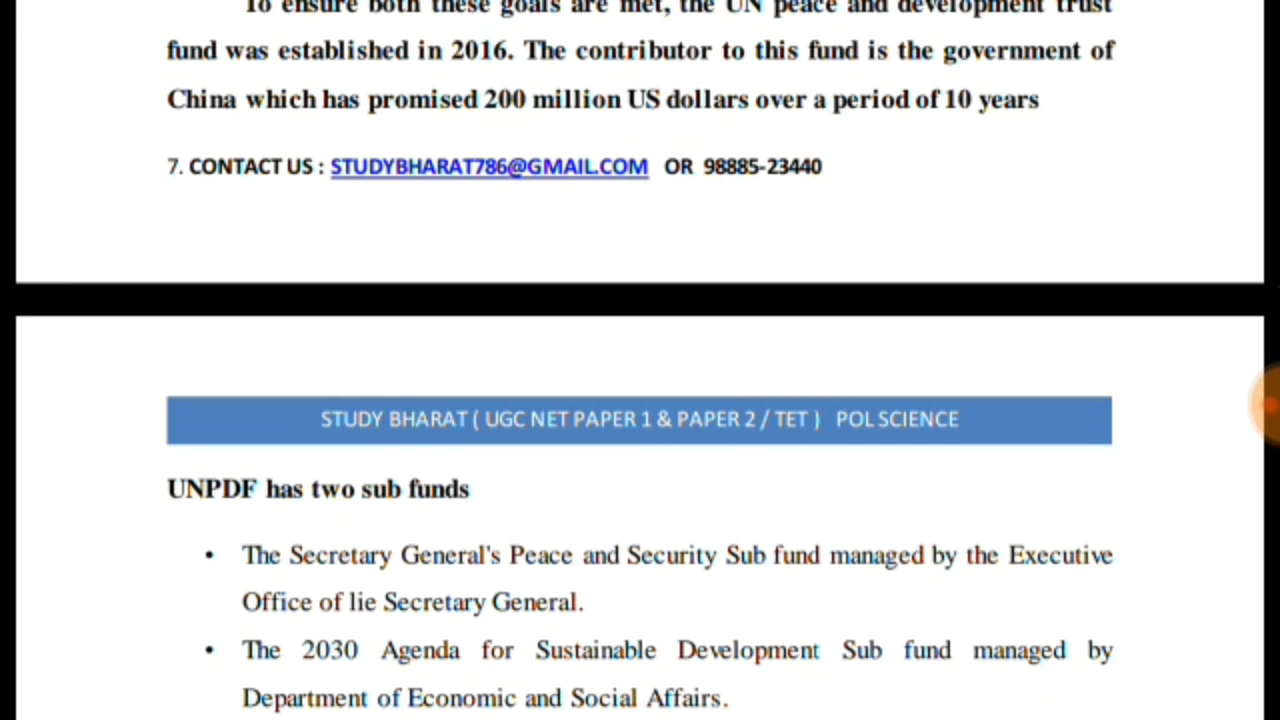 To ensure both these goals are met, the UN peace and development trust
fund was established in 2016. The contributor to this fund is the government of
China which has promised 200 million US dollars over a period of 10 years
7. CONTACT US : STUDYBHARAT786@GMAIL.COM OR 98885-23440
STUDY BHARAT ( UGC NET PAPER 1 & PAPER 2 / TET ) POL SCIENCE
UNPDF has two sub funds
• The Secretary General's Peace and Security Sub fund managed by the Executive
Office of lie Secretary General.
• The 2030 Agenda for Sustainable Development Sub fund managed by
Department of Economic and Social Affairs.